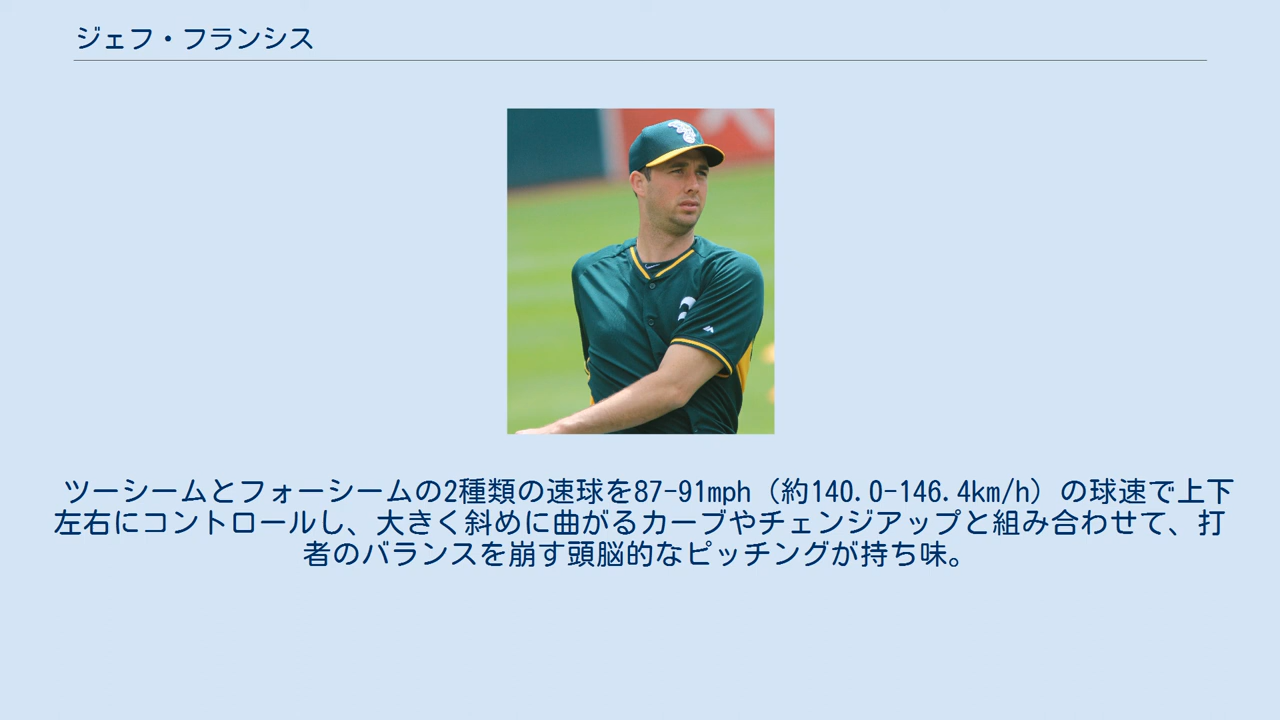 ジェフ・フランシス
ツーシームとフォーシームの2種類の速球を87-91mph（約140.0-146.4km/h）の球速で上下
左右にコントロールし、大きく斜めに曲がるカーブやチェンジアップと組み合わせて、打
者のバランスを崩す頭脳的なピッチングが持ち味。